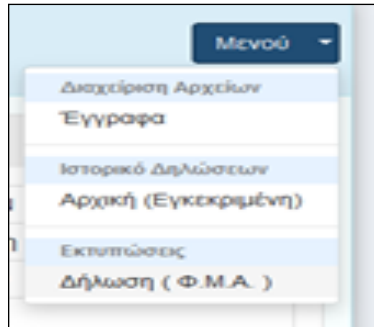 Μενού
Διαχείριση Αρχείων
Έγγραφα
Ιστορικό Δηλώσεων
Αρχική (Εγκεκριμένη)
Εκτυπώσεις
Δήλωση ( Φ.Μ.Α. )